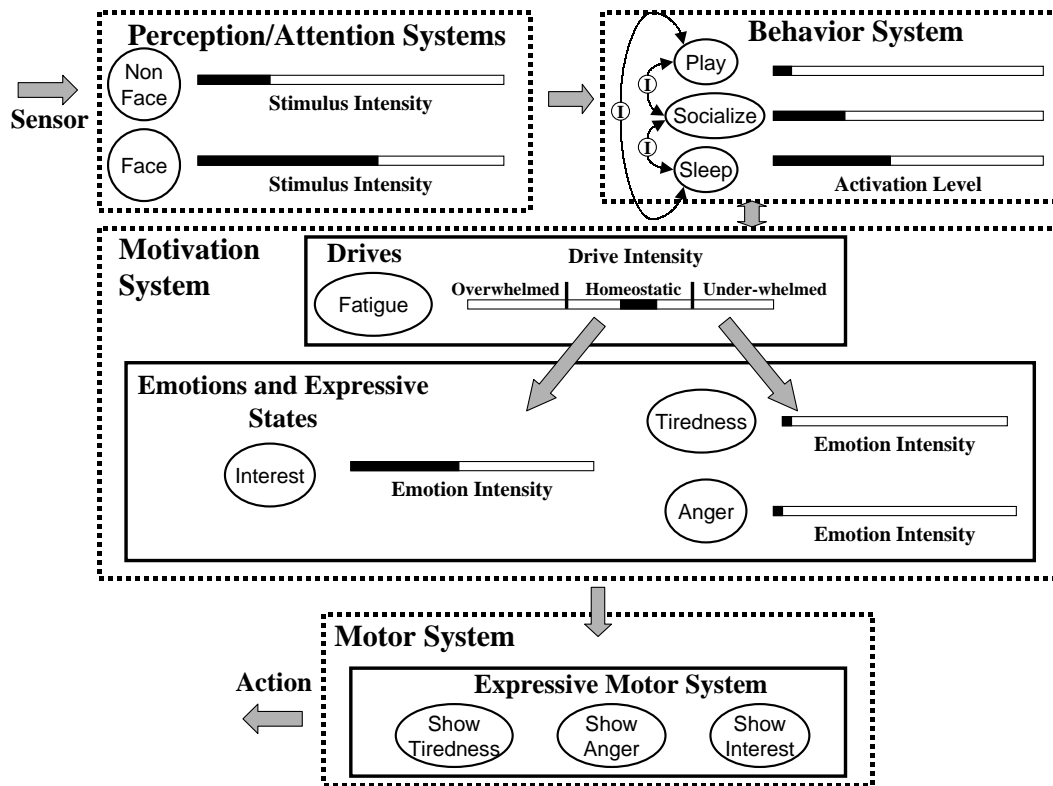 Perception/Attention Systems
Non
Face
Stimulus Intensity
Sensor
Face
Stimulus Intensity
Behavior System
Play
I
I
Socialize
I
Sleep
Activation Level
Motivation
System
Drives
Drive Intensity
Fatigue
Overwhelmed
Homeostatic
Under-whelmed
Emotions and Expressive
States
Interest
Emotion Intensity
Tiredness
Emotion Intensity
Anger
Emotion Intensity
Motor System
Action
Expressive Motor System
Show
Tiredness
Show
Anger
Show
Interest